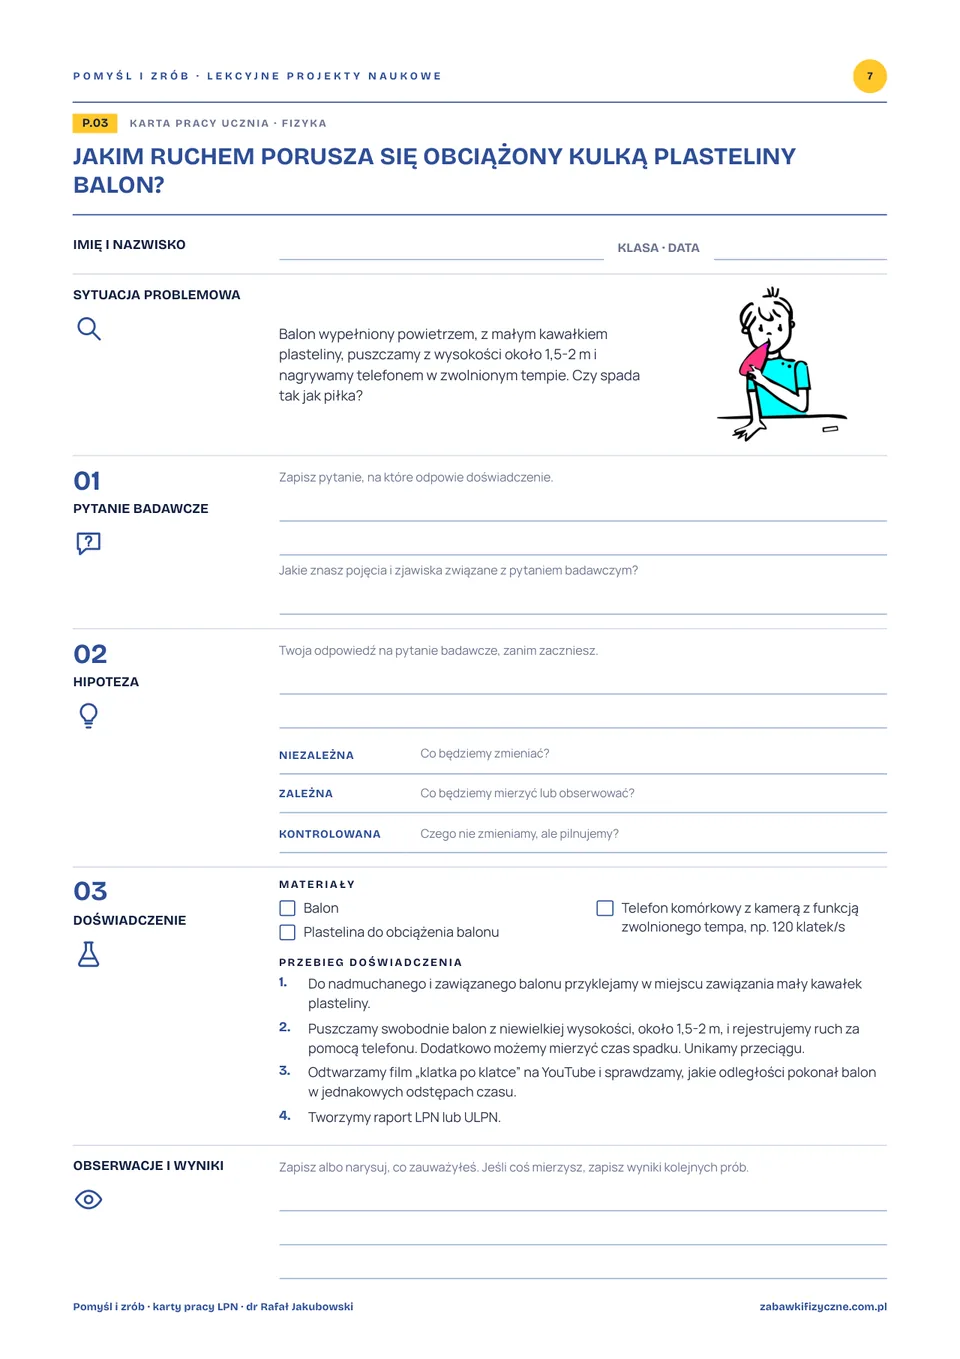 POMYŚL I ZRÓB · LEKCYJNE PROJEKTY NAUKOWE
7
P.03 KARTA PRACY UCZNIA · FIZYKA
JAKIM RUCHEM PORUSZA SIĘ OBCIĄŻONY KULKĄ PLASTELINY
BALON?
IMIĘ I NAZWISKO
KLASA · DATA
SYTUACJA PROBLEMOWA
Balon wypełniony powietrzem, z małym kawałkiem
plasteliny, puszczamy z wysokości około 1,5-2 m i
nagrywamy telefonem w zwolnionym tempie. Czy spada
tak jak piłka?
01
PYTANIE BADAWCZE
Zapisz pytanie, na które odpowie doświadczenie.
Jakie znasz pojęcia i zjawiska związane z pytaniem badawczym?
02
HIPOTEZA
Twoja odpowiedź na pytanie badawcze, zanim zaczniesz.
NIEZALEŻNA Co będziemy zmieniać?
ZALEŻNA Co będziemy mierzyć lub obserwować?
KONTROLOWANA Czego nie zmieniamy, ale pilnujemy?
03
DOŚWIADCZENIE
MATERIAŁY
Balon
Plastelina do obciążenia balonu
Telefon komórkowy z kamerą z funkcją
zwolnionego tempa, np. 120 klatek/s
PRZEBIEG DOŚWIADCZENIA
1. Do nadmuchanego i zawiązanego balonu przyklejamy w miejscu zawiązania mały kawałek
plasteliny.
2. Puszczamy swobodnie balon z niewielkiej wysokości, około 1,5-2 m, i rejestrujemy ruch za
pomocą telefonu. Dodatkowo możemy mierzyć czas spadku. Unikamy przeciągu.
3. Odtwarzamy film „klatka po klatce” na YouTube i sprawdzamy, jakie odległości pokonał balon
w jednakowych odstępach czasu.
4. Tworzymy raport LPN lub ULPN.
OBSERWACJE I WYNIKI
Zapisz albo narysuj, co zauważyłeś. Jeśli coś mierzysz, zapisz wyniki kolejnych prób.
Pomyśl i zrób · karty pracy LPN · dr Rafał Jakubowski
zabawkifizyczne.com.pl